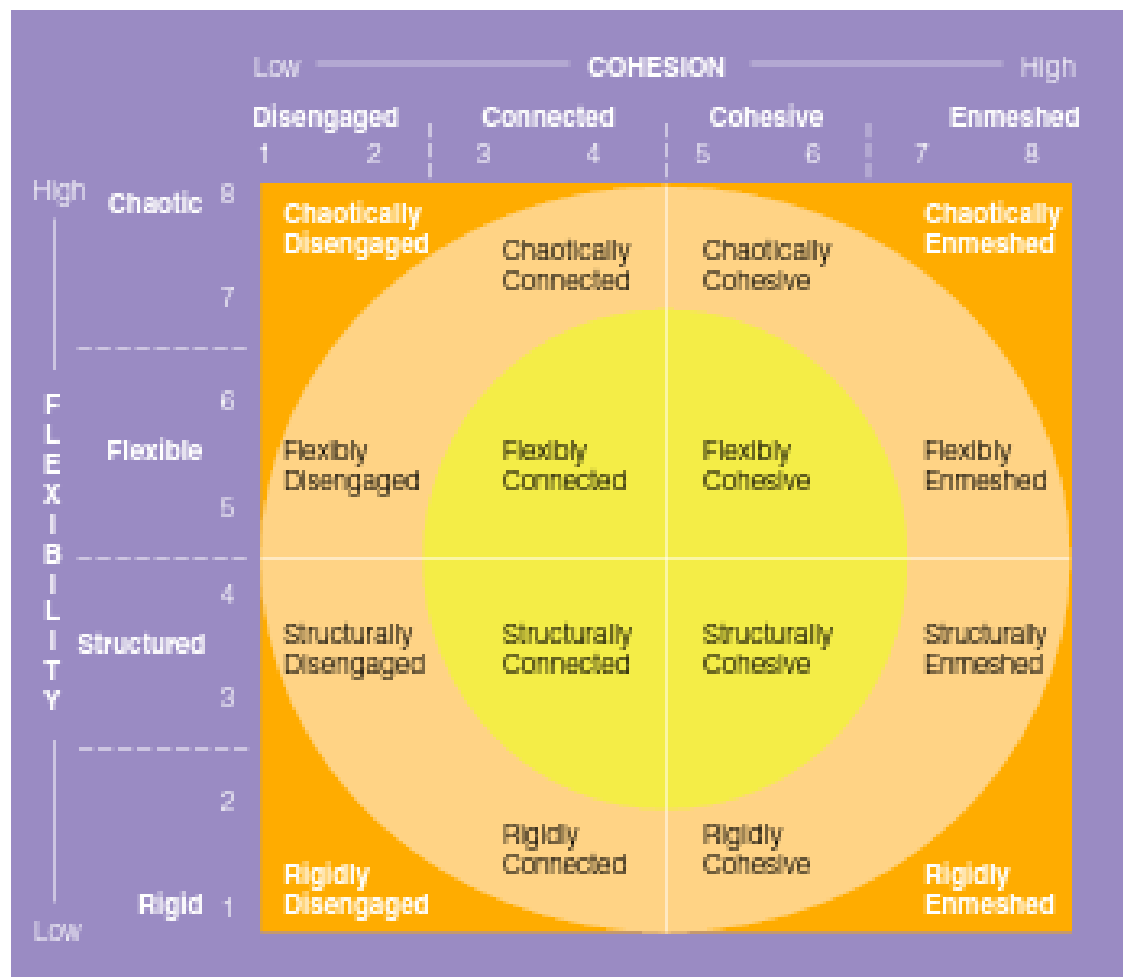 Low COHESION High
Disengaged Connected Cohesive Enmeshed
1 2 3 4 5 6 7 8
High
Chaotic 8
7
6
Flexible
5
4
Structured
3
2
Rigid 1
Low
FLEXIBILITY
Chaotically
Disengaged
Chaotically
Connected
Chaotically
Cohesive
Chaotically
Enmeshed
Flexibly
Disengaged
Flexibly
Connected
Flexibly
Cohesive
Flexibly
Enmeshed
Structurally
Disengaged
Structurally
Connected
Structurally
Cohesive
Structurally
Enmeshed
Rigidly
Disengaged
Rigidly
Connected
Rigidly
Cohesive
Rigidly
Enmeshed